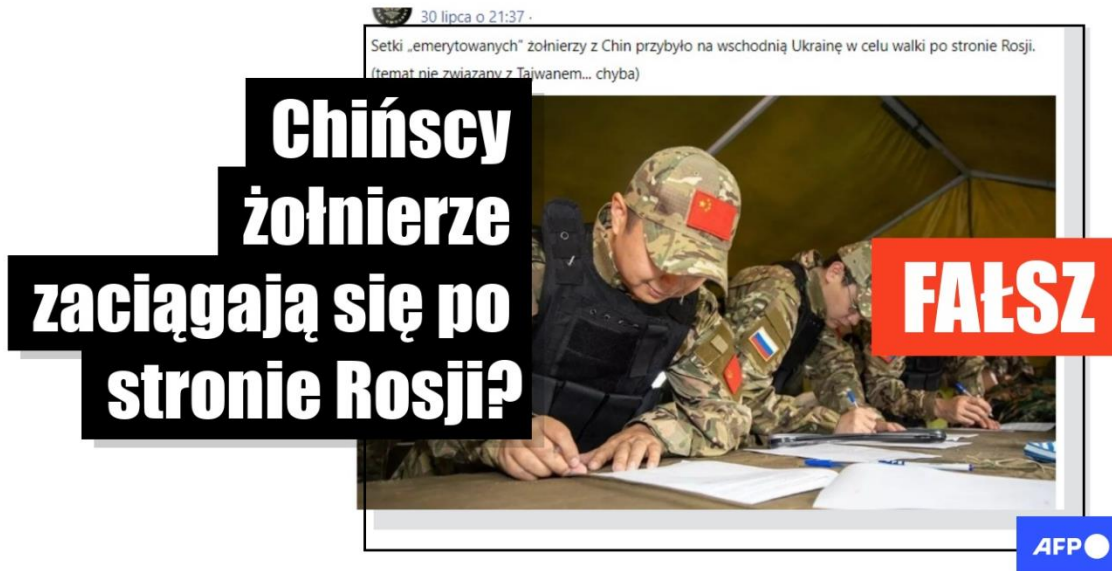 30 lipca o 21:37 ·
Setki „emerytowanych” żołnierzy z Chin przybyło na wschodnią Ukrainę w celu walki po stronie Rosji.
(temat nie związany z Tajwanem... chyba)
Chińscy
żołnierze
zaciągają się po
stronie Rosji?
FAŁSZ
AFP